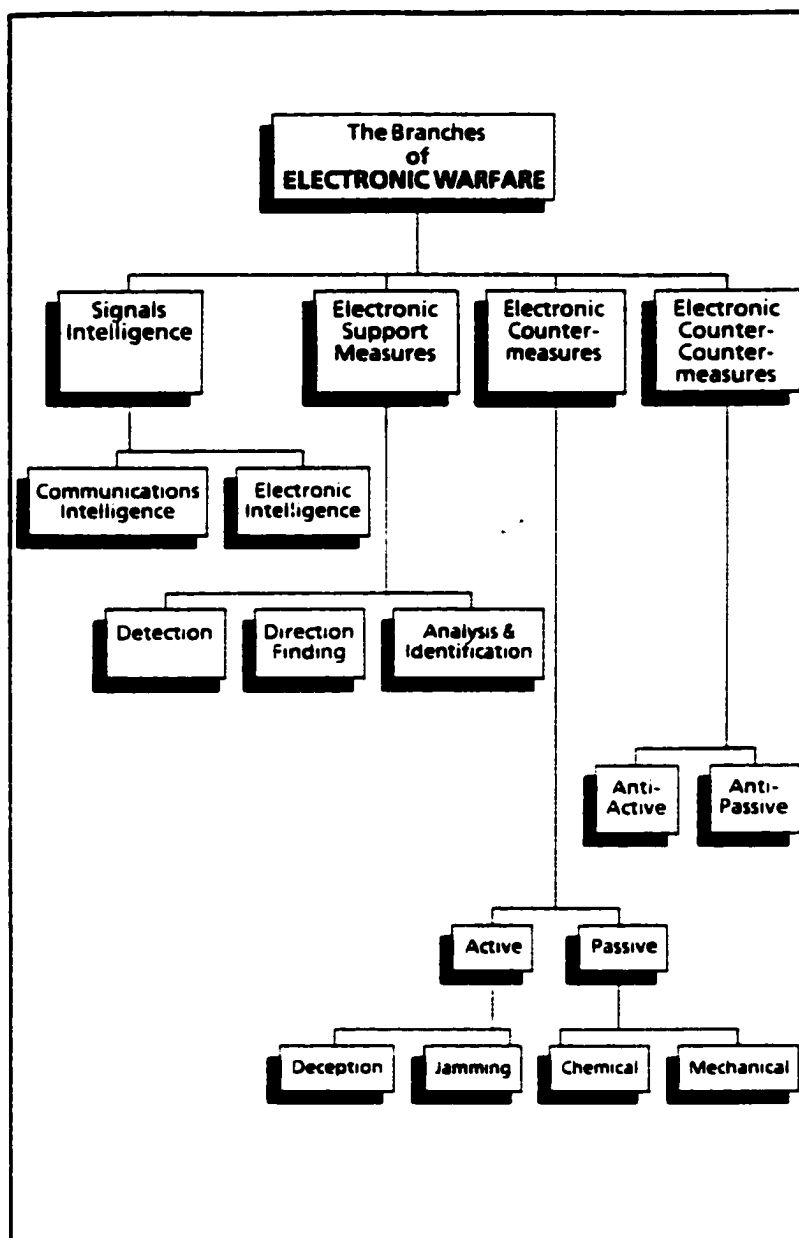 The Branches
of
ELECTRONIC WARFARE
Signals
Intelligence
Electronic
Support
Measures
Electronic
Counter-
measures
Electronic
Counter-
Counter-
measures
Communications
Intelligence
Electronic
Intelligence
Detection
Direction
Finding
Analysis &
Identification
Anti-
Active
Anti-
Passive
Active
Passive
Deception
Jamming
Chemical
Mechanical